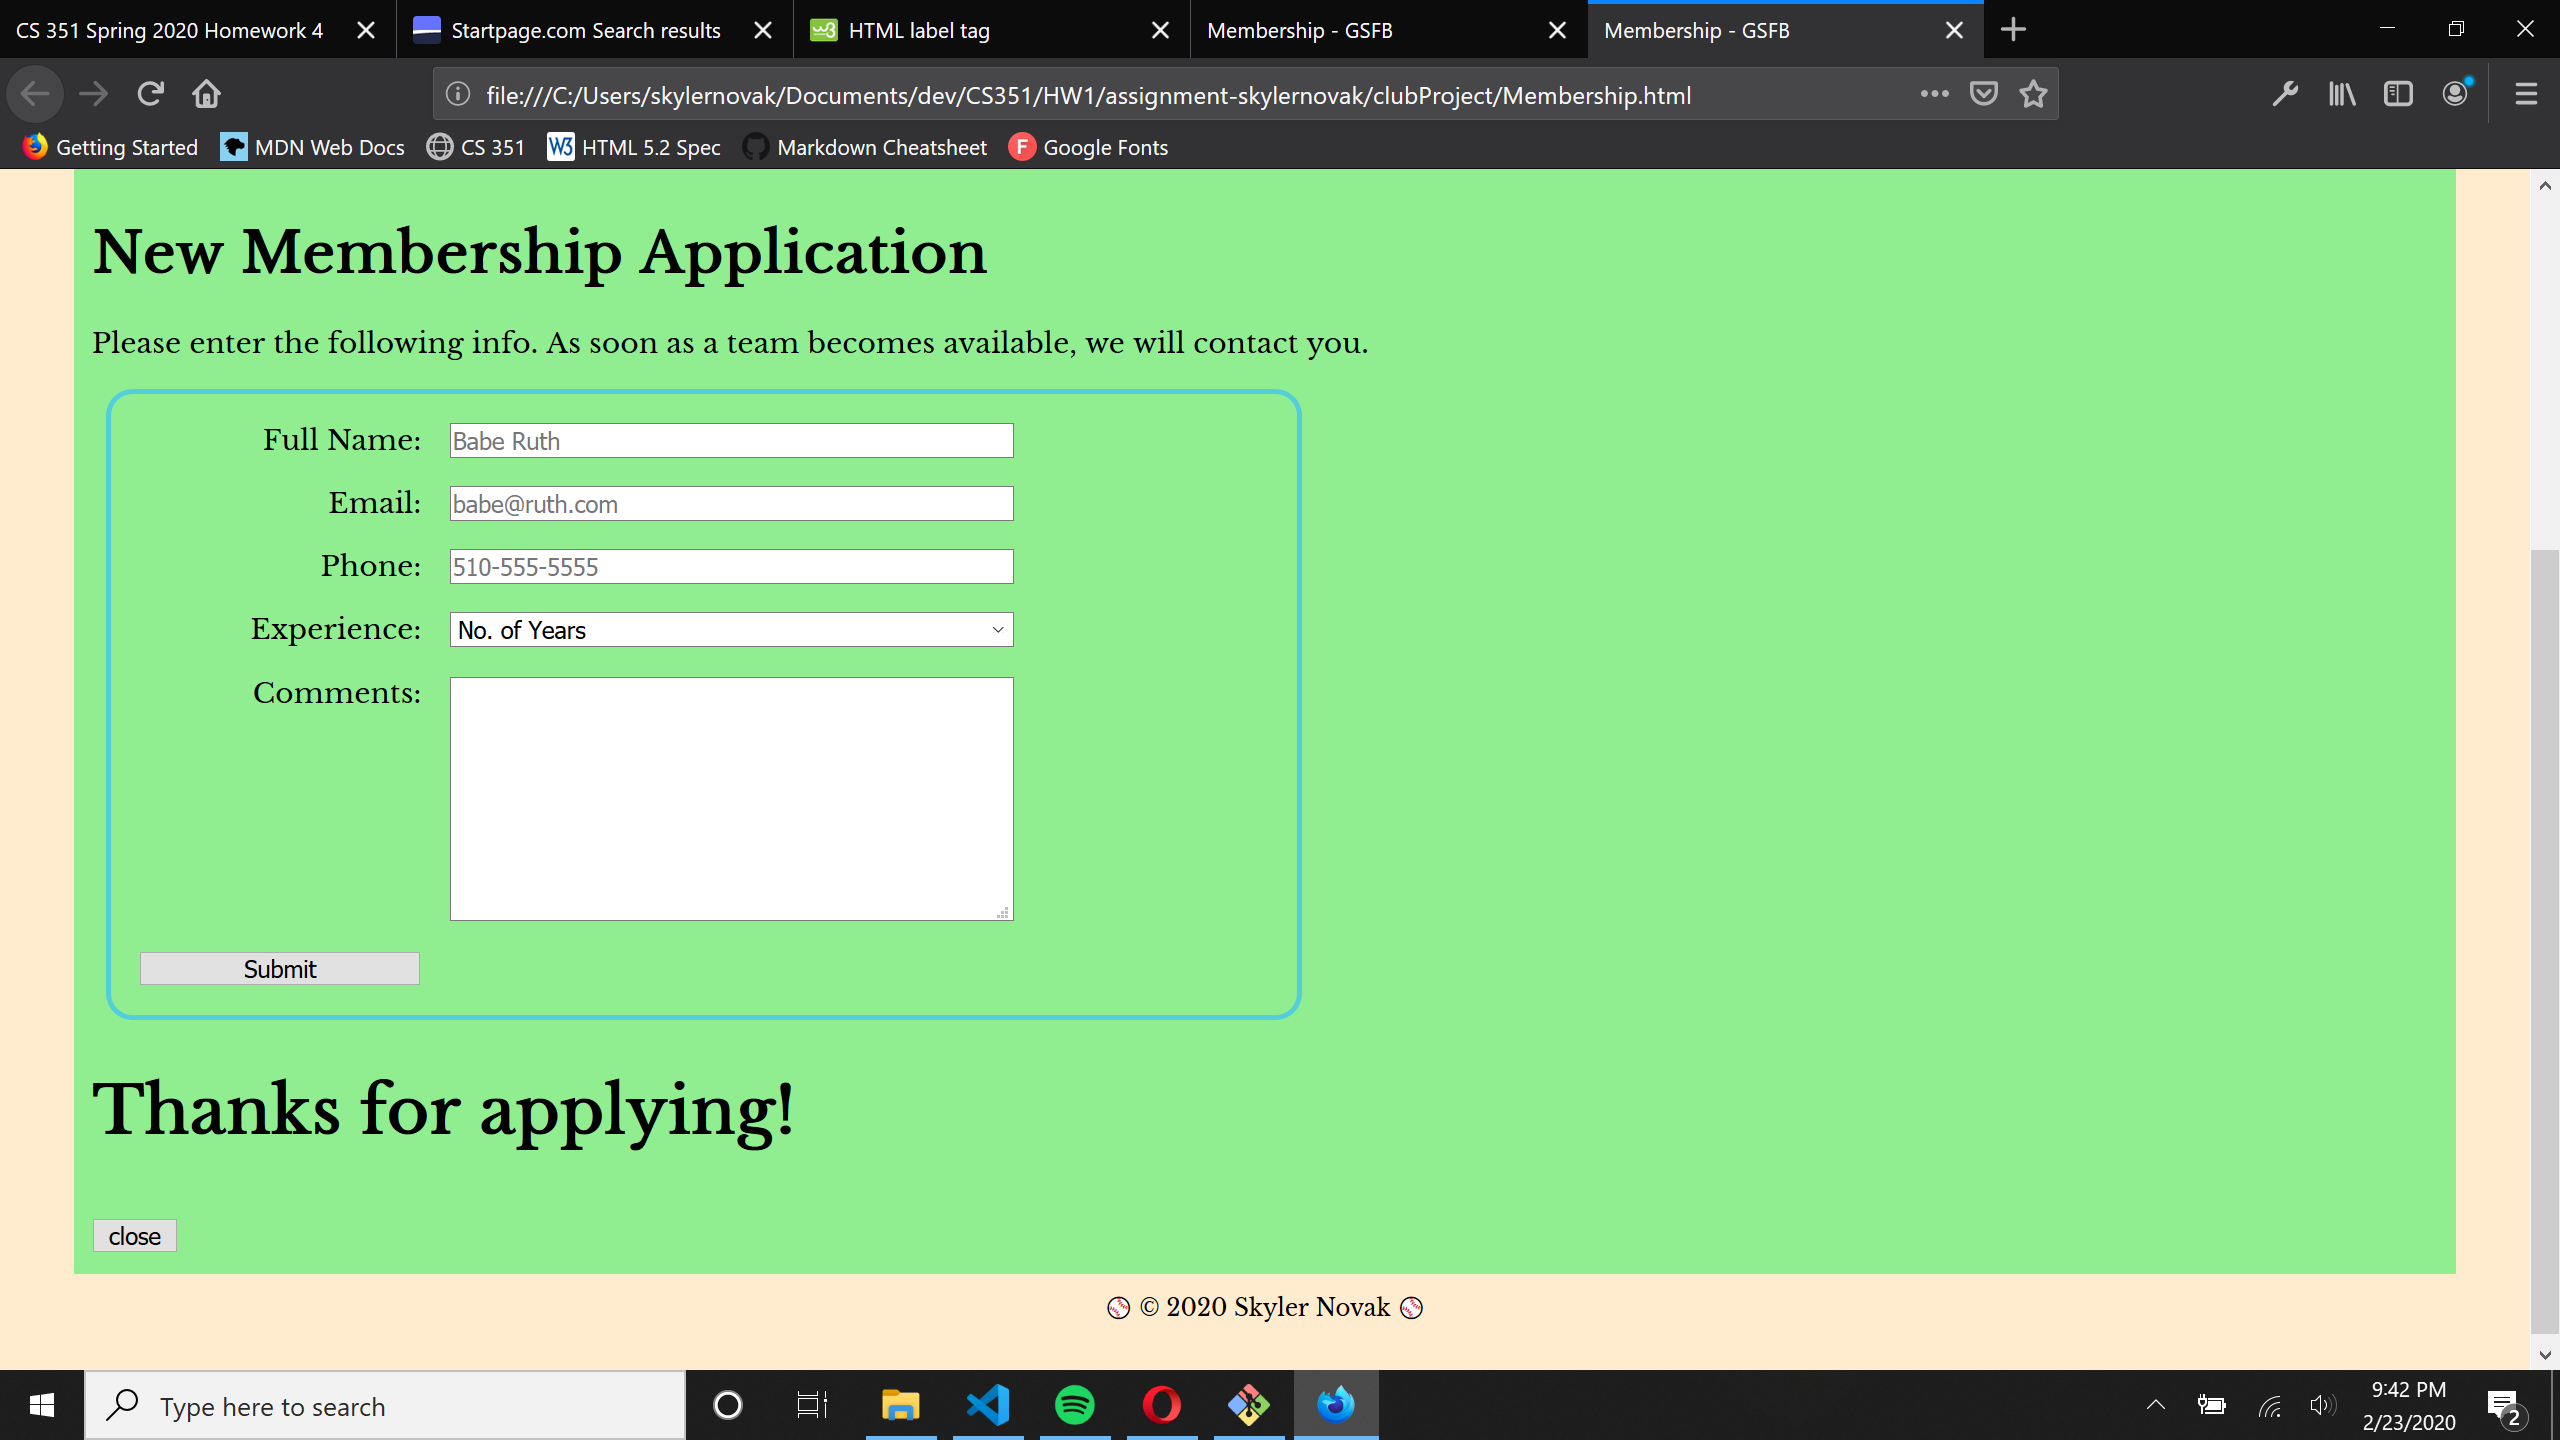 CS 351 Spring 2020 Homework 4
Startpage.com Search results
HTML label tag
Membership - GSFB
Membership - GSFB
file:///C:/Users/skylernovak/Documents/dev/CS351/HW1/assignment-skylernovak/clubProject/Membership.html
Getting Started
MDN Web Docs
CS 351
HTML 5.2 Spec
Markdown Cheatsheet
Google Fonts
New Membership Application
Please enter the following info. As soon as a team becomes available, we will contact you.
Full Name: Babe Ruth
Email: babe@ruth.com
Phone: 510-555-5555
Experience: No. of Years
Comments:
Submit
Thanks for applying!
close
⚾ © 2020 Skyler Novak ⚾
Type here to search
9:42 PM
2/23/2020
2